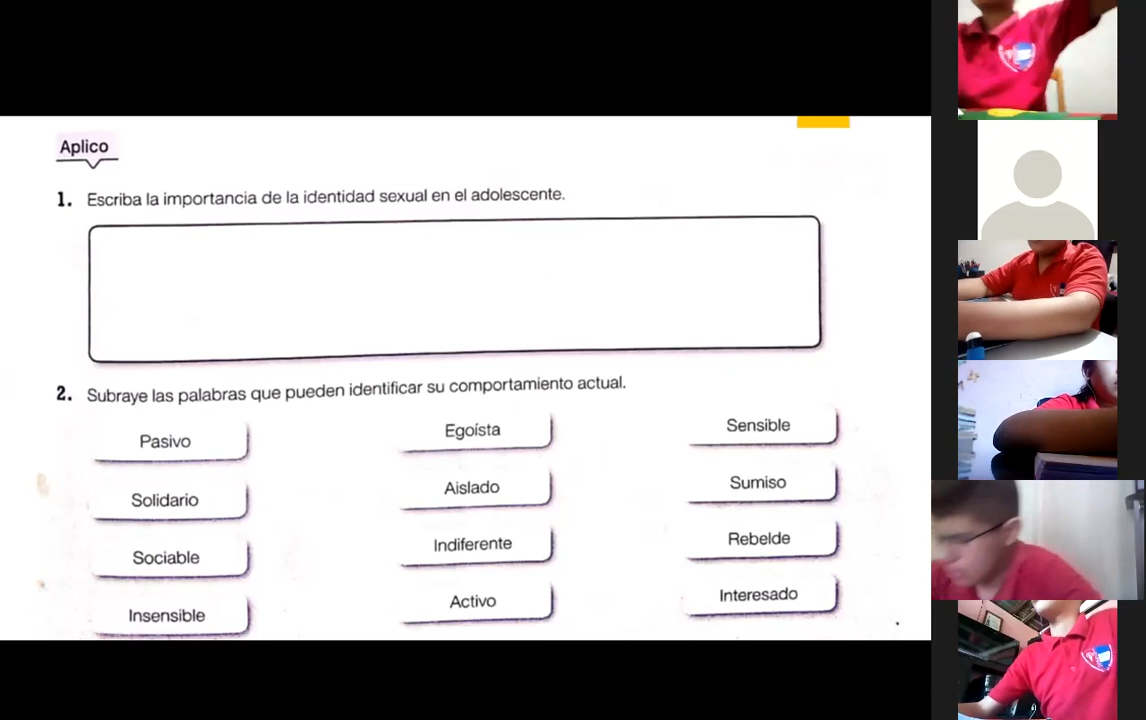 Aplico
1. Escriba la importancia de la identidad sexual en el adolescente.
2. Subraye las palabras que pueden identificar su comportamiento actual.
Pasivo
Egoísta
Sensible
Solidario
Aislado
Sumiso
Sociable
Indiferente
Rebelde
Insensible
Activo
Interesado